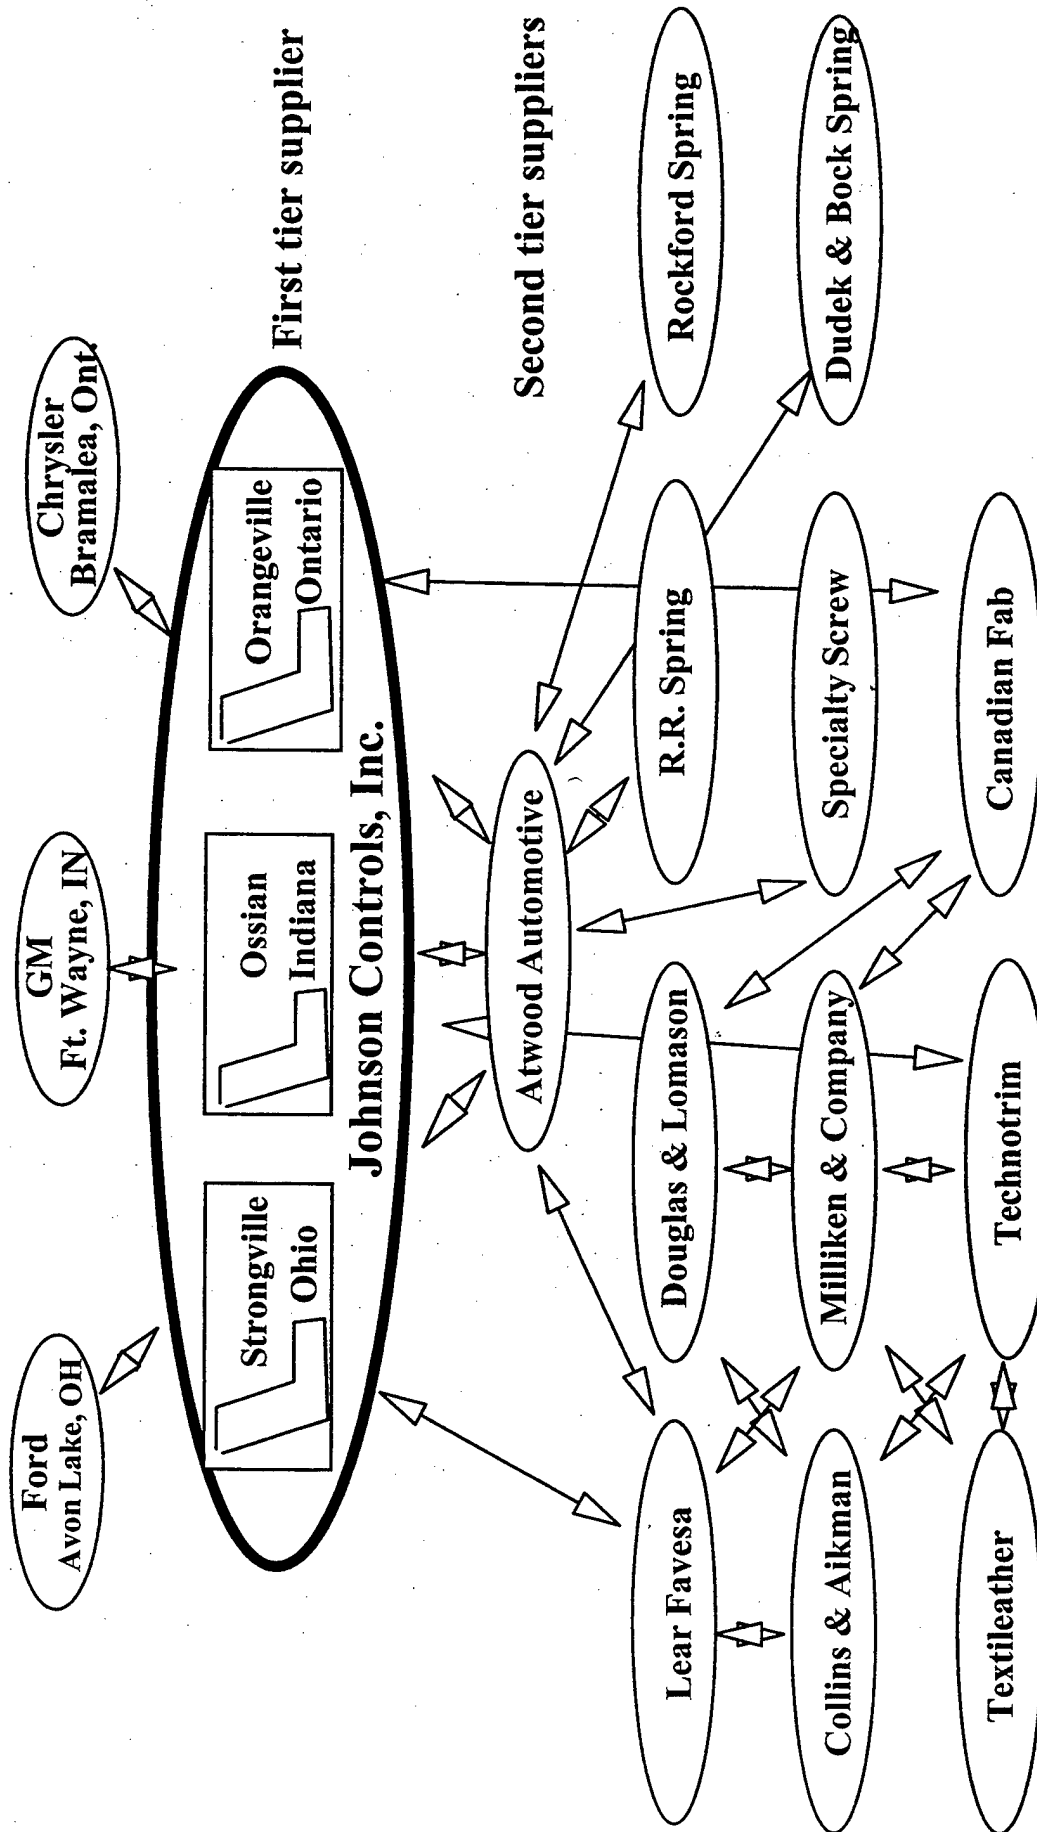 Ford
Avon Lake, OH
GM
Ft. Wayne, IN
Chrysler
Bramalea, Ont.
Strongville
Ohio
Ossian
Indiana
Orangeville
Ontario
Johnson Controls, Inc.
First tier supplier
Atwood Automotive
Second tier suppliers
Lear Favesa
Douglas & Lomason
R.R. Spring
Rockford Spring
Collins & Aikman
Milliken & Company
Specialty Screw
Dudek & Bock Spring
Textileather
Technotrim
Canadian Fab